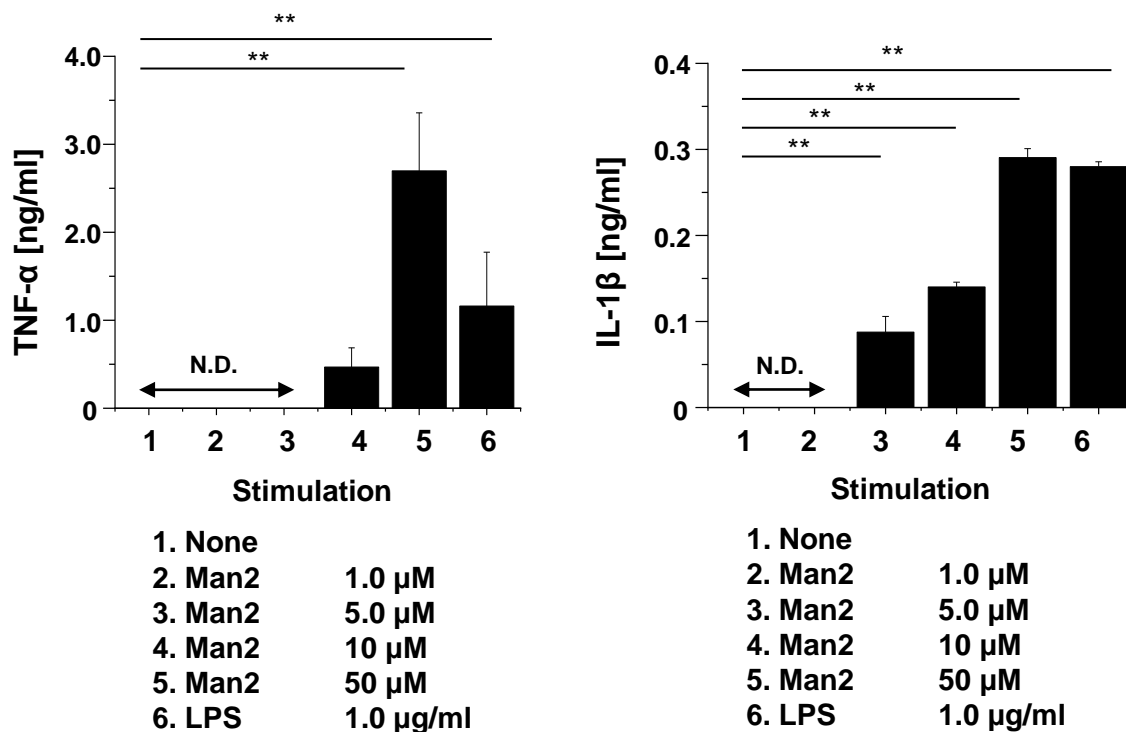 **
**
4.0
3.0
2.0
1.0
0
TNF-α [ng/ml]
N.D.
1 2 3 4 5 6
Stimulation
1. None
2. Man2 1.0 µM
3. Man2 5.0 µM
4. Man2 10 µM
5. Man2 50 µM
6. LPS 1.0 µg/ml
**
**
**
**
0.4
0.3
0.2
0.1
0
IL-1β [ng/ml]
N.D.
1 2 3 4 5 6
Stimulation
1. None
2. Man2 1.0 µM
3. Man2 5.0 µM
4. Man2 10 µM
5. Man2 50 µM
6. LPS 1.0 µg/ml